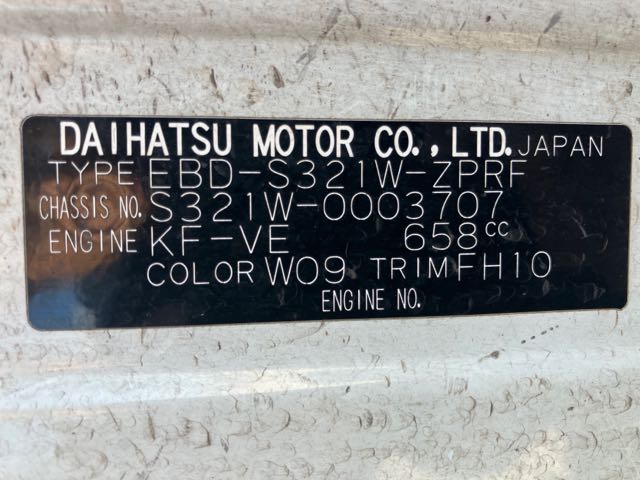 DAIHATSU MOTOR CO., LTD. JAPAN
TYPE EBD-S321W-ZPRF
CHASSIS NO. S321W-0003707
ENGINE KF-VE 658cc
COLOR W09 TRIM FH10
ENGINE NO.